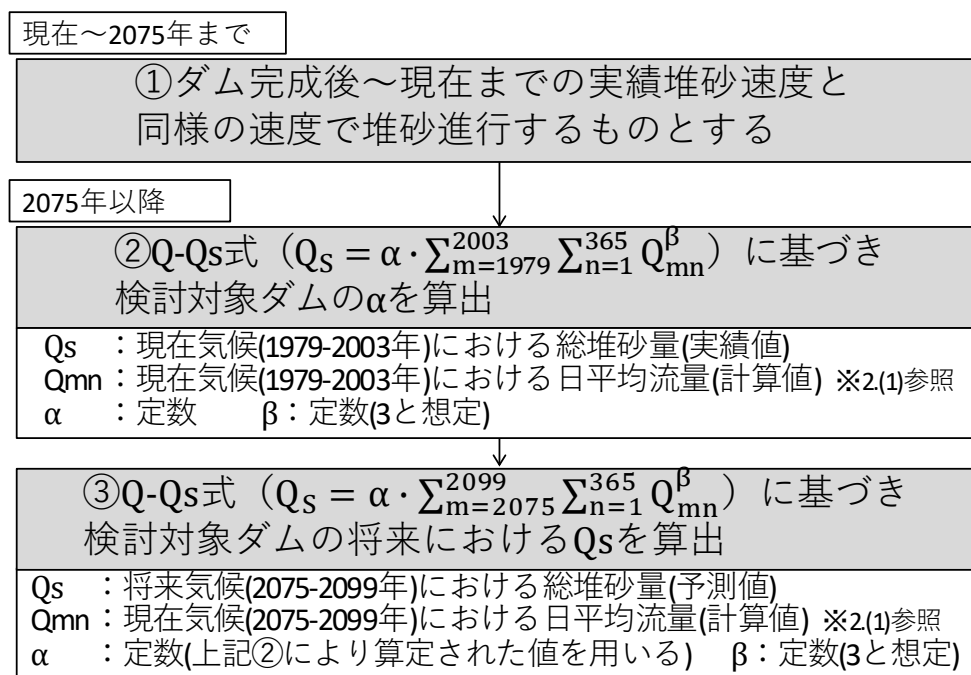 現在～2075年まで
①ダム完成後～現在までの実績堆砂速度と
同様の速度で堆砂進行するものとする
2075年以降
②Q-Qs式（Q_S = α · ∑_{m=1979}^{2003} ∑_{n=1}^{365} Q_{mn}^{β}）に基づき
検討対象ダムのαを算出
Qs ：現在気候(1979-2003年)における総堆砂量(実績値)
Qmn：現在気候(1979-2003年)における日平均流量(計算値) ※2.(1)参照
α ：定数 β：定数(3と想定)
③Q-Qs式（Q_S = α · ∑_{m=2075}^{2099} ∑_{n=1}^{365} Q_{mn}^{β}）に基づき
検討対象ダムの将来におけるQsを算出
Qs ：将来気候(2075-2099年)における総堆砂量(予測値)
Qmn：現在気候(2075-2099年)における日平均流量(計算値) ※2.(1)参照
α ：定数(上記②により算定された値を用いる) β：定数(3と想定)